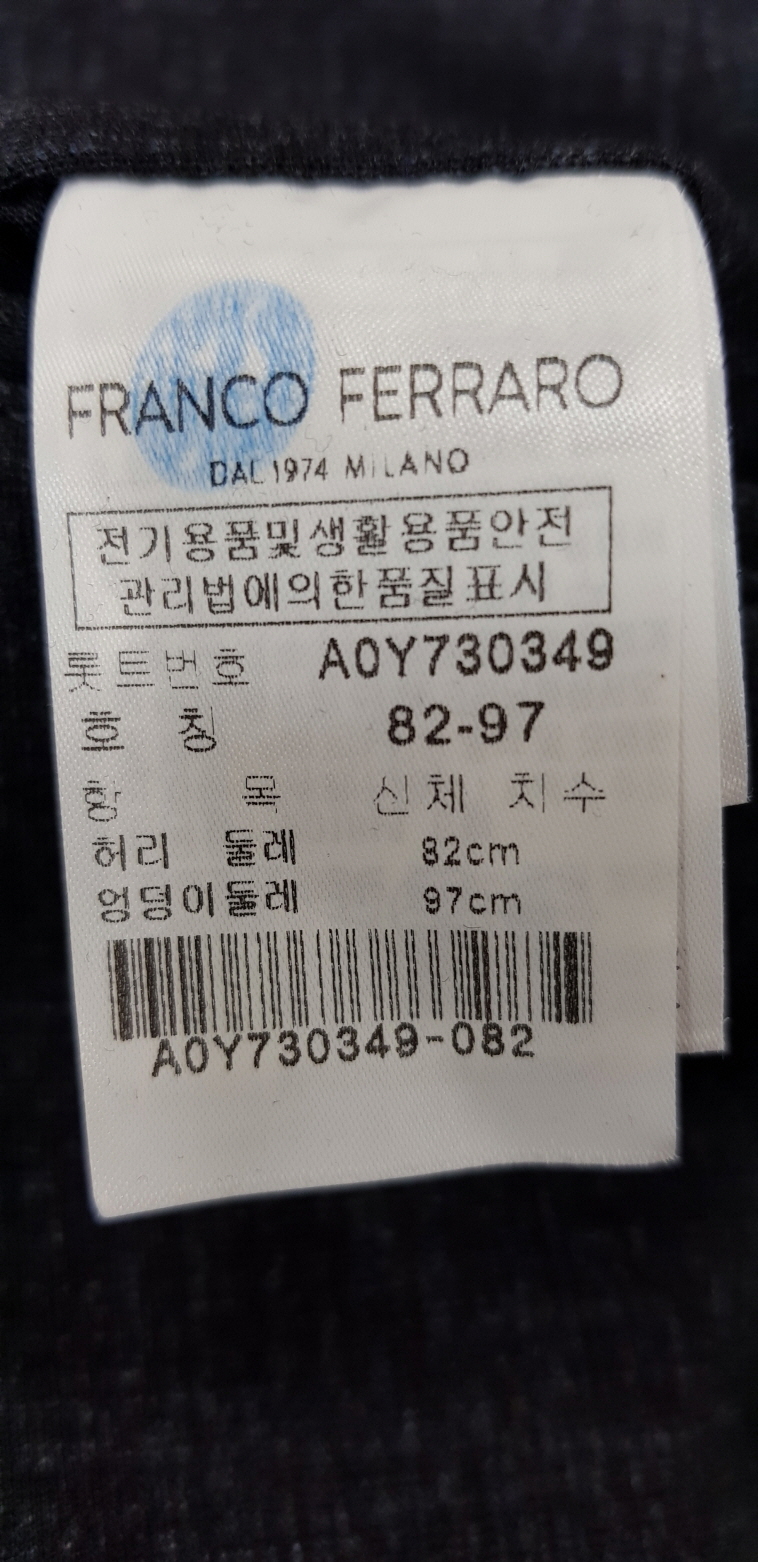 FRANCO FERRARO
DAL 1974 MILANO
전기용품및생활용품안전
관리법에의한품질표시
롯트번호 A0Y730349
호 칭 82-97
항 목 신체 치수
허리 둘레 82cm
엉덩이둘레 97cm
A0Y730349-082